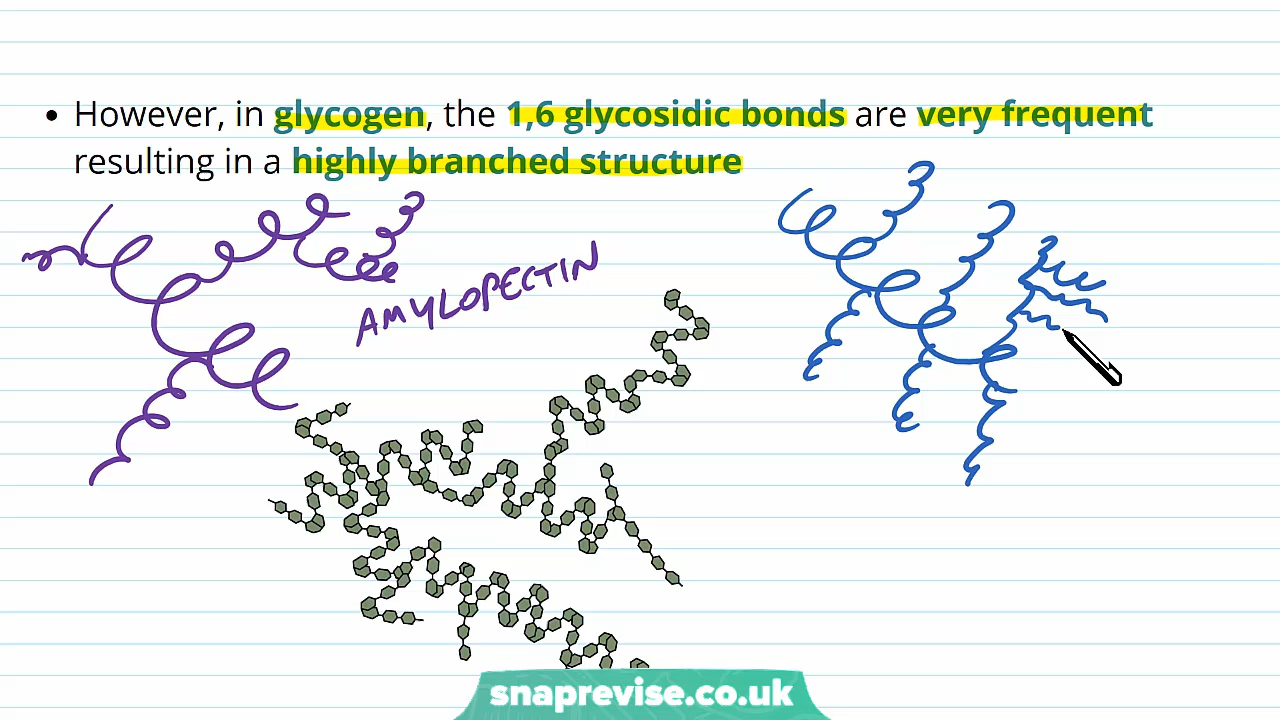 • However, in glycogen, the 1,6 glycosidic bonds are very frequent
resulting in a highly branched structure
AMYLOPECTIN
snaprevise.co.uk